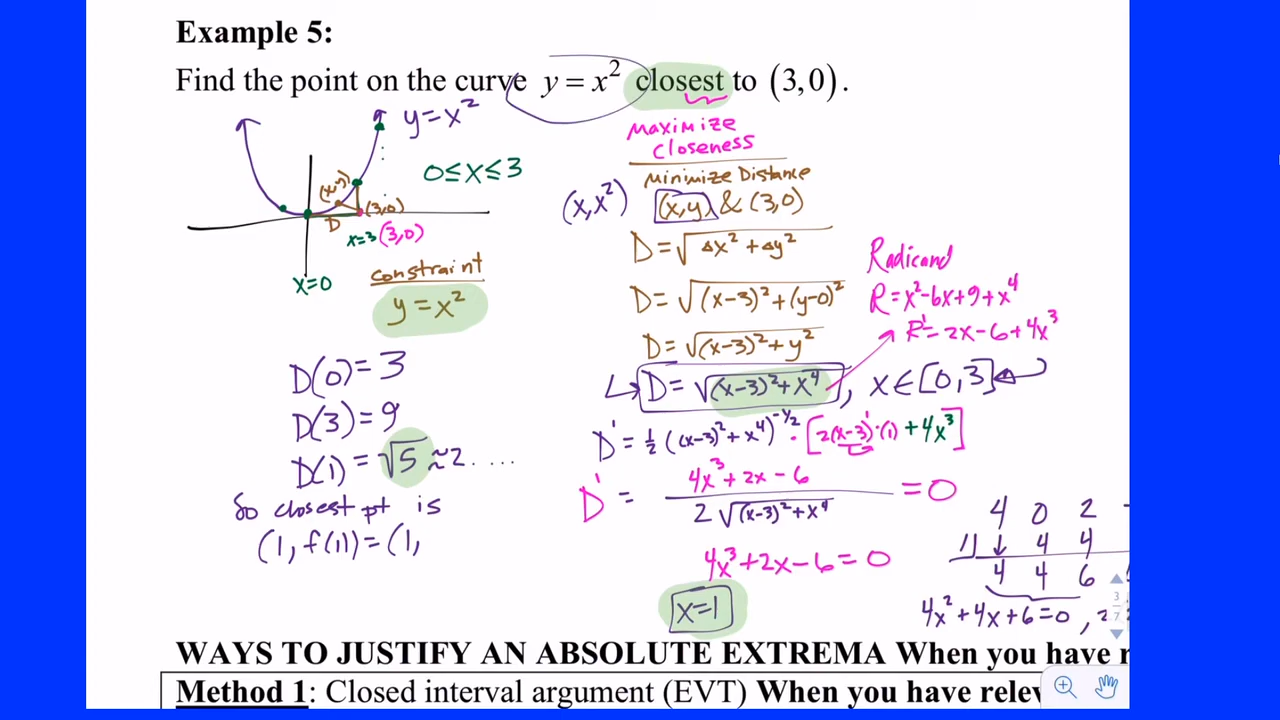 Example 5:
Find the point on the curve y = x² closest to (3,0).
y = x²
0 ≤ x ≤ 3
(x,y)
(3,0)
D
x=3 (3,0)
x=0
constraint
y = x²
D(0) = 3
D(3) = 9
D(1) = √5 ≈ 2. ....
So closest pt is
(1, f(1)) = (1,
Maximize
Closeness
Minimize Distance
(x, x²) (x,y) & (3,0)
D = √(Δx² + Δy²)
D = √((x-3)² + (y-0)²)
D = √((x-3)² + y²)
D = √((x-3)² + x⁴) , x ∈ [0,3]
Radicand
R = x² - 6x + 9 + x⁴
R' = 2x - 6 + 4x³
D' = ½ ((x-3)² + x⁴)^(-1/2) · [2(x-3)¹·(1) + 4x³]
D' = (4x³ + 2x - 6) / (2√((x-3)² + x⁴)) = 0
4x³ + 2x - 6 = 0
x=1
4 0 2
1 ↓ 4 4
4 4 6
4x² + 4x + 6 = 0 ,
3
7
WAYS TO JUSTIFY AN ABSOLUTE EXTREMA When you have r
Method 1: Closed interval argument (EVT) When you have relev